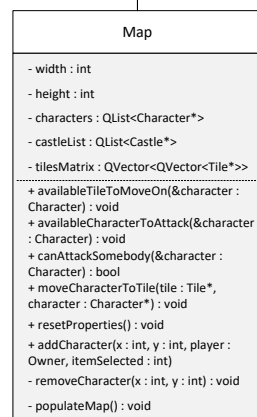 Map
- width : int
- height : int
- characters : QList<Character*>
- castleList : QList<Castle*>
- tilesMatrix : QVector<QVector<Tile*>>
+ availableTileToMoveOn(&character :
Character) : void
+ availableCharacterToAttack(&character
: Character) : void
+ canAttackSomebody(&character :
Character) : bool
+ moveCharacterToTile(tile : Tile*,
character : Character*) : void
+ resetProperties() : void
+ addCharacter(x : int, y : int, player :
Owner, itemSelected : int)
- removeCharacter(x : int, y : int) : void
- populateMap() : void